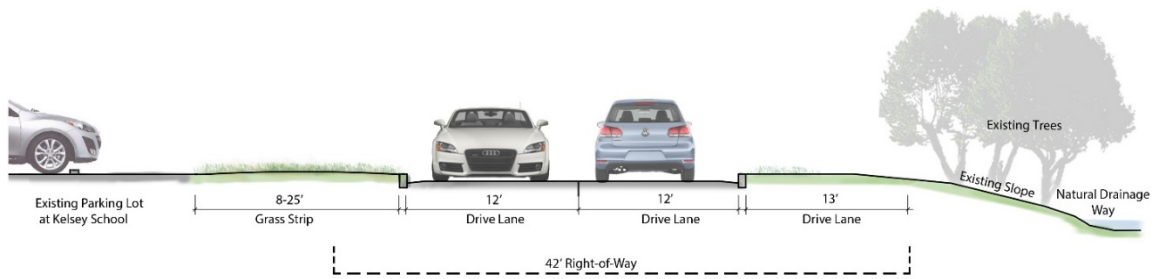 Existing Trees
Existing Slope
Natural Drainage
Way
Existing Parking Lot
at Kelsey School
8-25'
Grass Strip
12'
Drive Lane
12'
Drive Lane
13'
Drive Lane
42' Right-of-Way